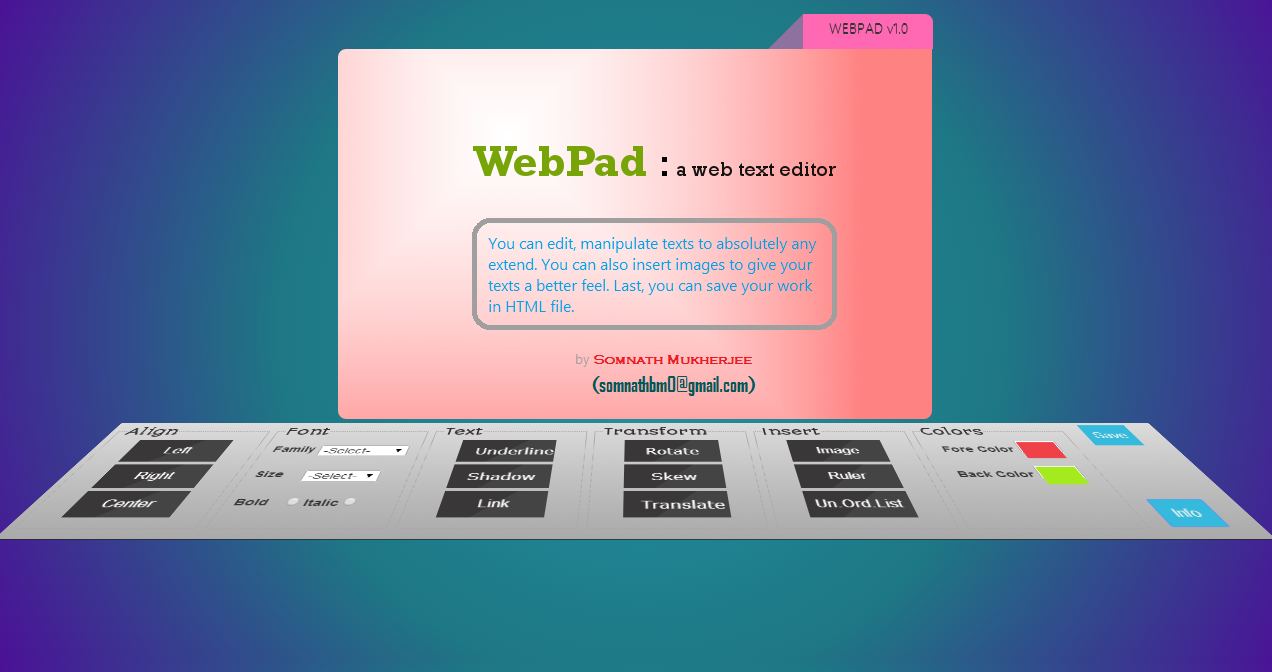 WEBPAD v1.0
WebPad : a web text editor
You can edit, manipulate texts to absolutely any
extend. You can also insert images to give your
texts a better feel. Last, you can save your work
in HTML file.
by Somnath Mukherjee
(somnathbm0@gmail.com)
Align
Left
Right
Center
Font
Family -Select-
Size -Select-
Bold Italic
Text
Underline
Shadow
Link
Transform
Rotate
Skew
Translate
Insert
Image
Ruler
Un.Ord.List
Colors
Fore Color
Back Color
Save
Info